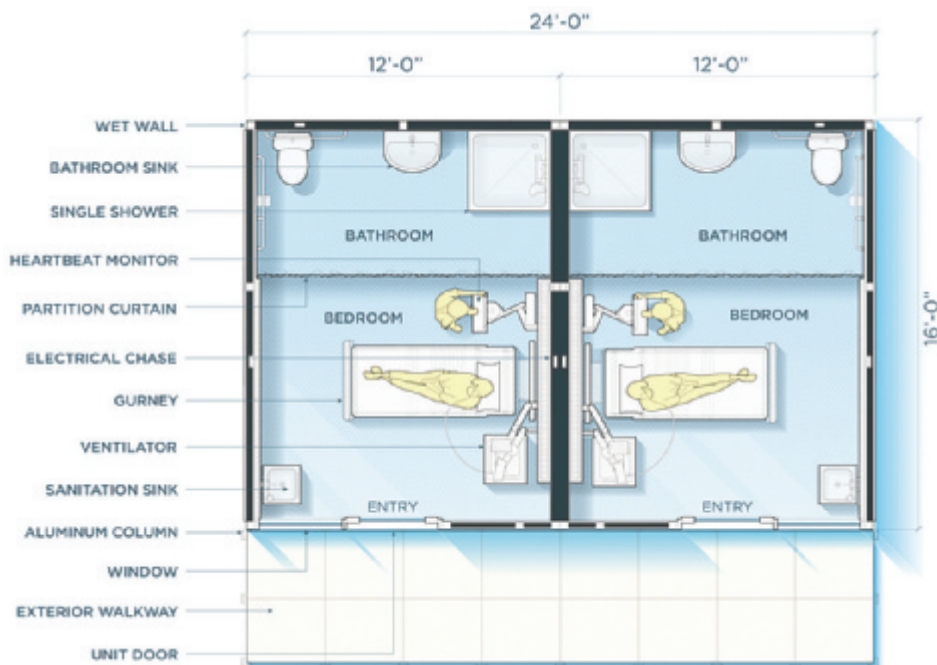 24'-0"
12'-0"
12'-0"
WET WALL
BATHROOM SINK
SINGLE SHOWER
BATHROOM
BATHROOM
HEARTBEAT MONITOR
PARTITION CURTAIN
BEDROOM
BEDROOM
16'-0"
ELECTRICAL CHASE
GURNEY
VENTILATOR
SANITATION SINK
ENTRY
ENTRY
ALUMINUM COLUMN
WINDOW
EXTERIOR WALKWAY
UNIT DOOR